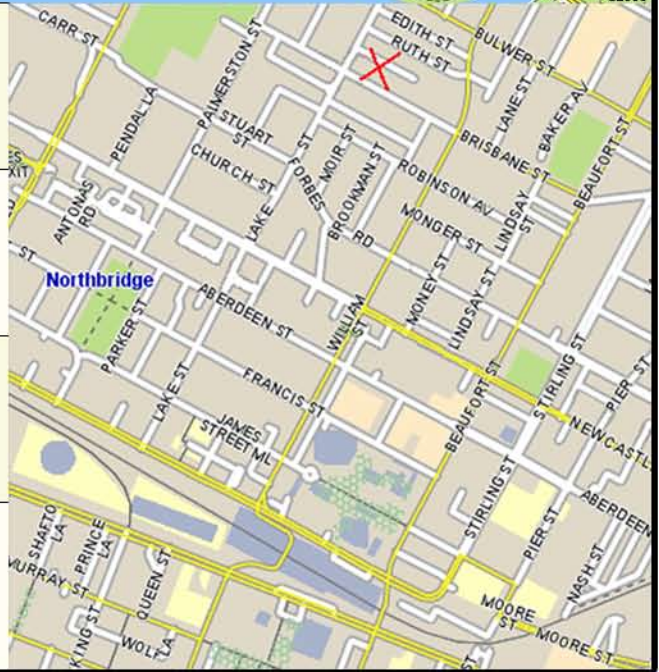 EDITH ST
RUTH ST
BULWER ST
CARR ST
PALMERSTON ST
LAKE ST
PENDAL LA
STUART ST
CHURCH ST
FORBES RD
MOIR ST
BROOKMAN ST
BRISBANE ST
LANE ST
BAKER AV
BEAUFORT ST
ROBINSON AV
LINDSAY ST
MONGER ST
ANTONAS RD
XIT
ST
Northbridge
ABERDEEN ST
PARKER ST
WILLIAM ST
MONEY ST
LINDSAY ST
LAKE ST
FRANCIS ST
JAMES
STREET ML
BEAUFORT ST
STIRLING ST
PIER ST
NEWCASTL
ABERDEEN
STIRLING ST
PIER ST
NASH ST
SHAFTO LA
PRINCE LA
QUEEN ST
MURRAY ST
KING ST
WOLF LA
MOORE ST
MOORE ST
ST